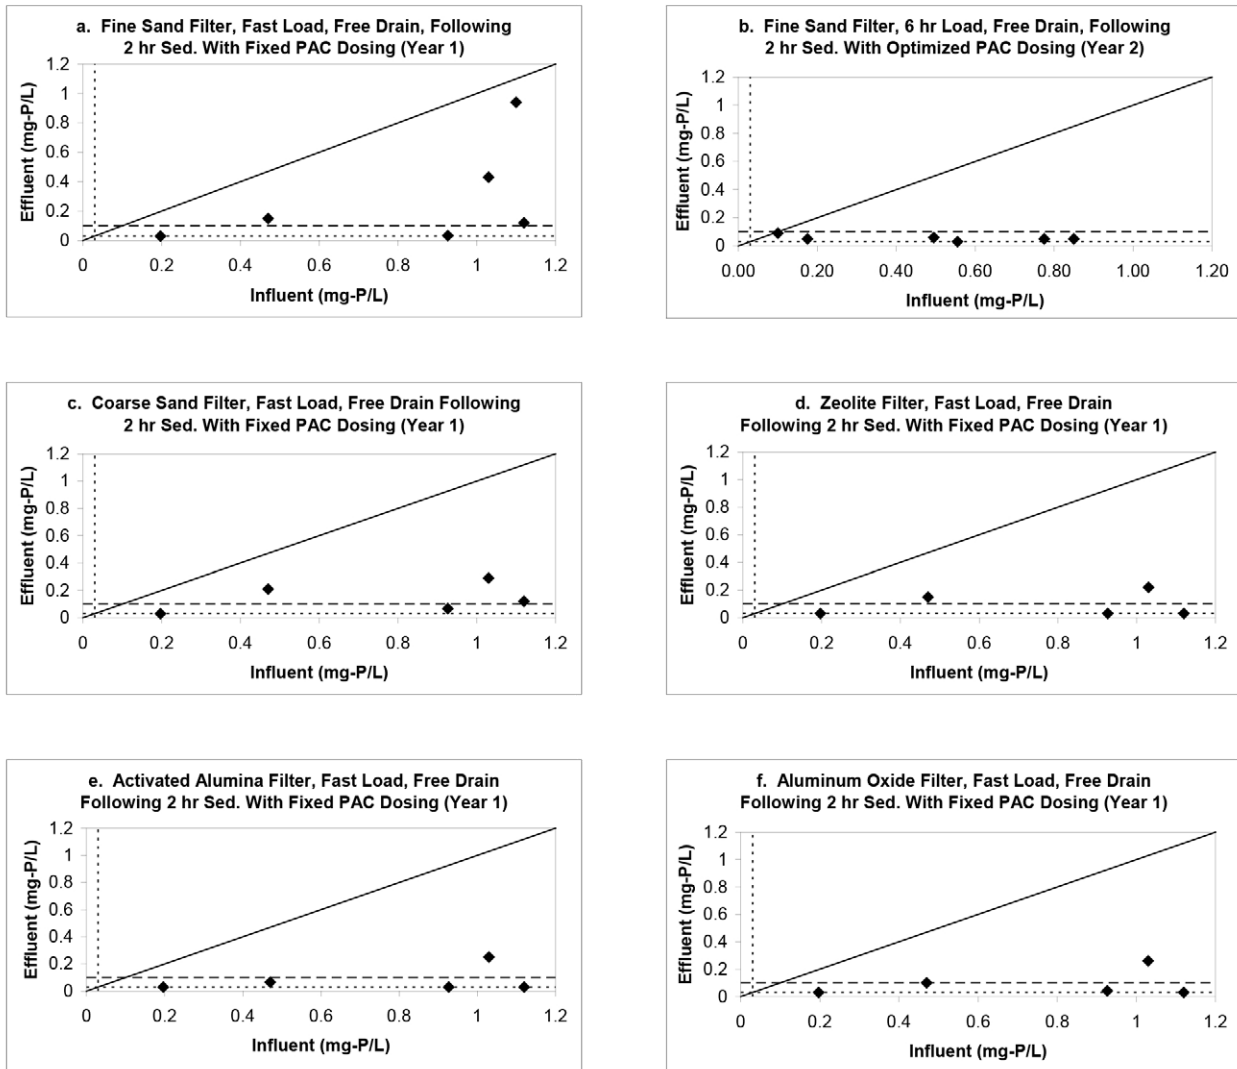 a. Fine Sand Filter, Fast Load, Free Drain, Following
2 hr Sed. With Fixed PAC Dosing (Year 1)
Effluent (mg-P/L)
1.2
1
0.8
0.6
0.4
0.2
0
0 0.2 0.4 0.6 0.8 1 1.2
Influent (mg-P/L)
b. Fine Sand Filter, 6 hr Load, Free Drain, Following
2 hr Sed. With Optimized PAC Dosing (Year 2)
Effluent (mg-P/L)
1.2
1
0.8
0.6
0.4
0.2
0
0.00 0.20 0.40 0.60 0.80 1.00 1.20
Influent (mg-P/L)
c. Coarse Sand Filter, Fast Load, Free Drain Following
2 hr Sed. With Fixed PAC Dosing (Year 1)
Effluent (mg-P/L)
1.2
1
0.8
0.6
0.4
0.2
0
0 0.2 0.4 0.6 0.8 1 1.2
Influent (mg-P/L)
d. Zeolite Filter, Fast Load, Free Drain
Following 2 hr Sed. With Fixed PAC Dosing (Year 1)
Effluent (mg-P/L)
1.2
1
0.8
0.6
0.4
0.2
0
0 0.2 0.4 0.6 0.8 1 1.2
Influent (mg-P/L)
e. Activated Alumina Filter, Fast Load, Free Drain
Following 2 hr Sed. With Fixed PAC Dosing (Year 1)
Effluent (mg-P/L)
1.2
1
0.8
0.6
0.4
0.2
0
0 0.2 0.4 0.6 0.8 1 1.2
Influent (mg-P/L)
f. Aluminum Oxide Filter, Fast Load, Free Drain
Following 2 hr Sed. With Fixed PAC Dosing (Year 1)
Effluent (mg-P/L)
1.2
1
0.8
0.6
0.4
0.2
0
0 0.2 0.4 0.6 0.8 1 1.2
Influent (mg-P/L)